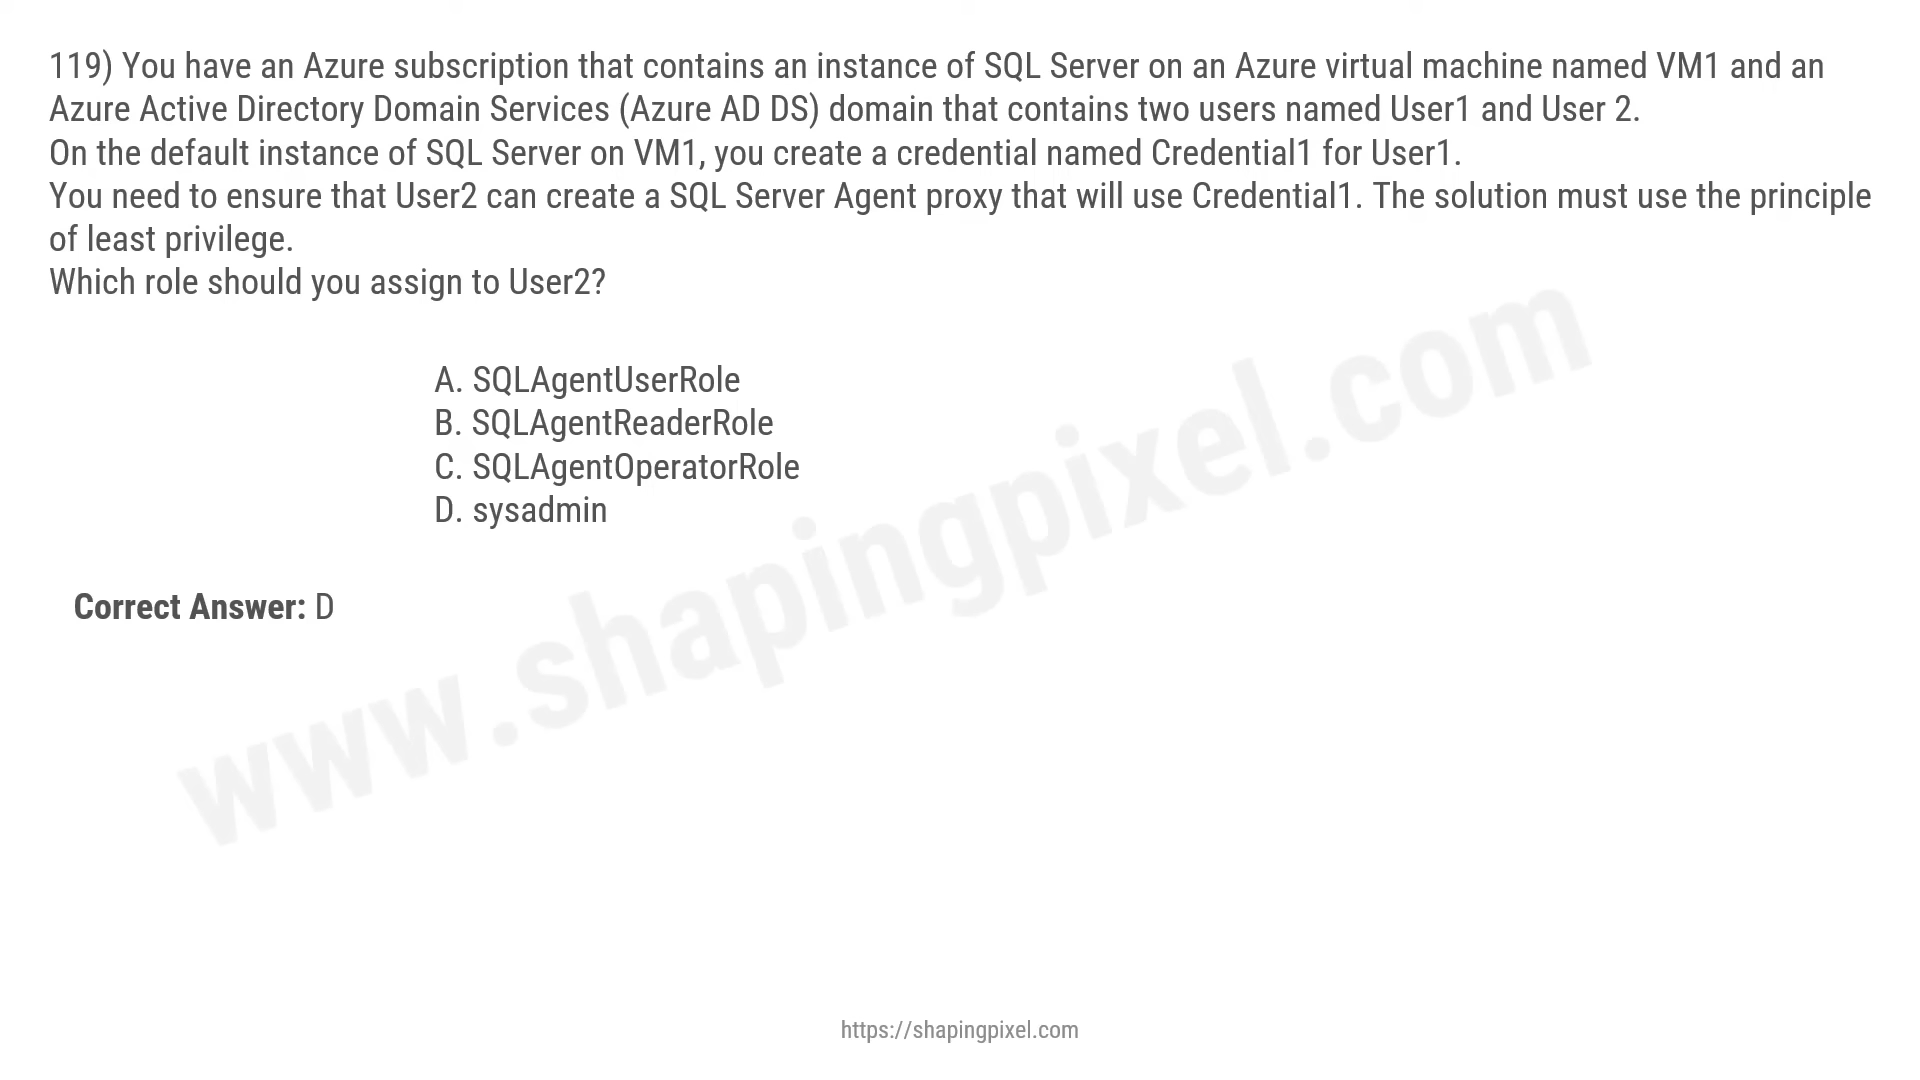 119) You have an Azure subscription that contains an instance of SQL Server on an Azure virtual machine named VM1 and an
Azure Active Directory Domain Services (Azure AD DS) domain that contains two users named User1 and User 2.
On the default instance of SQL Server on VM1, you create a credential named Credential1 for User1.
You need to ensure that User2 can create a SQL Server Agent proxy that will use Credential1. The solution must use the principle
of least privilege.
Which role should you assign to User2?
A. SQLAgentUserRole
B. SQLAgentReaderRole
C. SQLAgentOperatorRole
D. sysadmin
Correct Answer: D
www.shapingpixel.com
https://shapingpixel.com